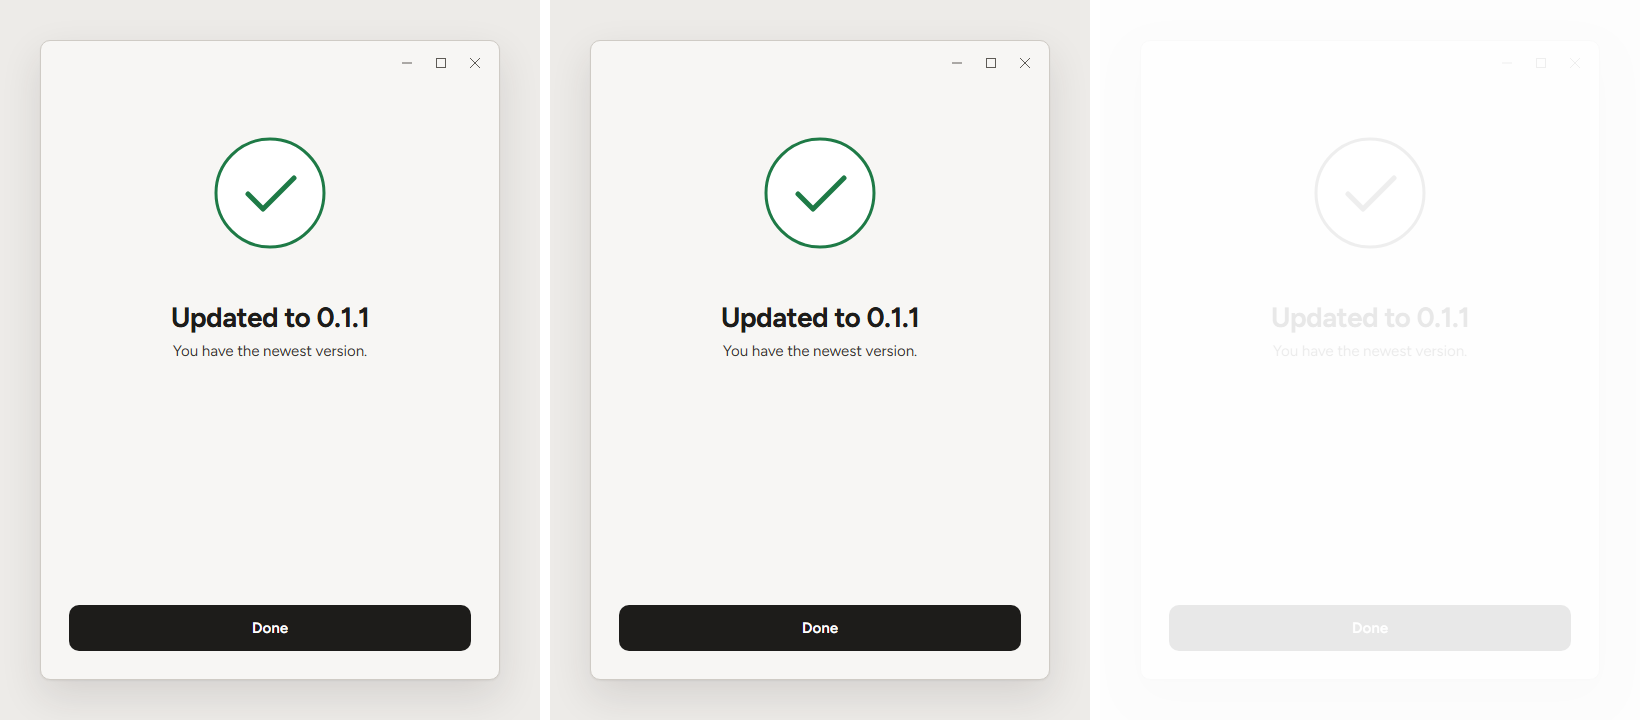 Updated to 0.1.1
You have the newest version.
Done
Updated to 0.1.1
You have the newest version.
Done
Updated to 0.1.1
You have the newest version.
Done